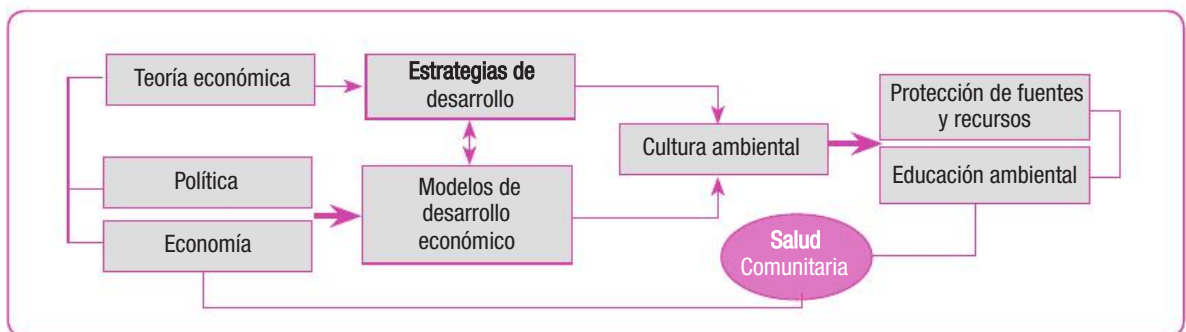 Teoría económica
Estrategias de
desarrollo
Política
Economía
Modelos de
desarrollo
económico
Cultura ambiental
Protección de fuentes
y recursos
Educación ambiental
Salud
Comunitaria